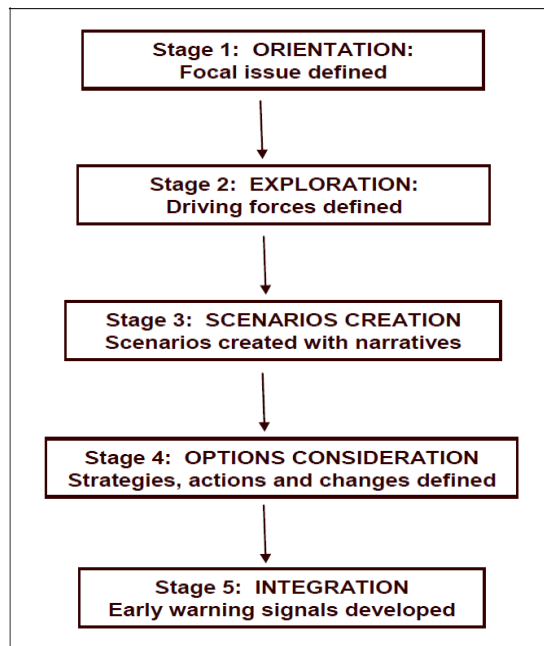 Stage 1: ORIENTATION:
Focal issue defined
Stage 2: EXPLORATION:
Driving forces defined
Stage 3: SCENARIOS CREATION
Scenarios created with narratives
Stage 4: OPTIONS CONSIDERATION
Strategies, actions and changes defined
Stage 5: INTEGRATION
Early warning signals developed